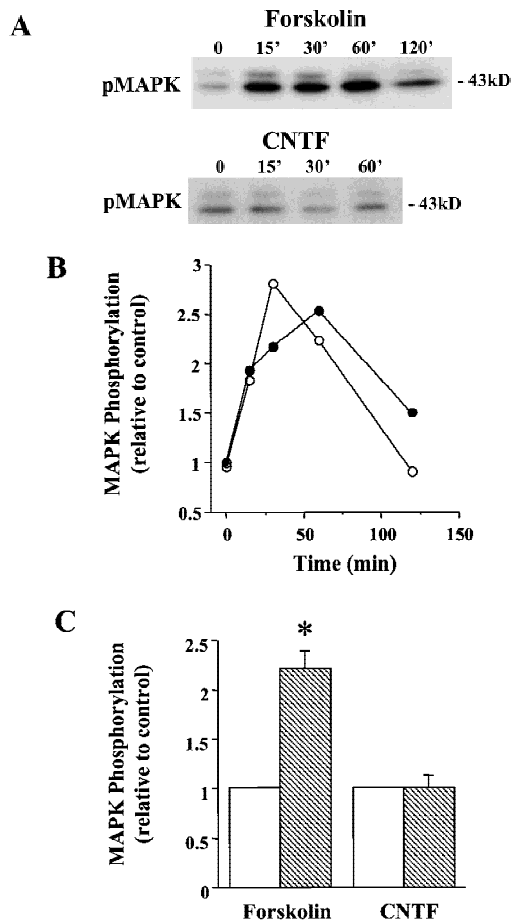 A
Forskolin
0 15' 30' 60' 120'
pMAPK
- 43kD
CNTF
0 15' 30' 60'
pMAPK
- 43kD
B
MAPK Phosphorylation
(relative to control)
3
2.5
2
1.5
1
0.5
0 50 100 150
Time (min)
C
MAPK Phosphorylation
(relative to control)
2.5
2
1.5
1
0.5
0
*
Forskolin CNTF